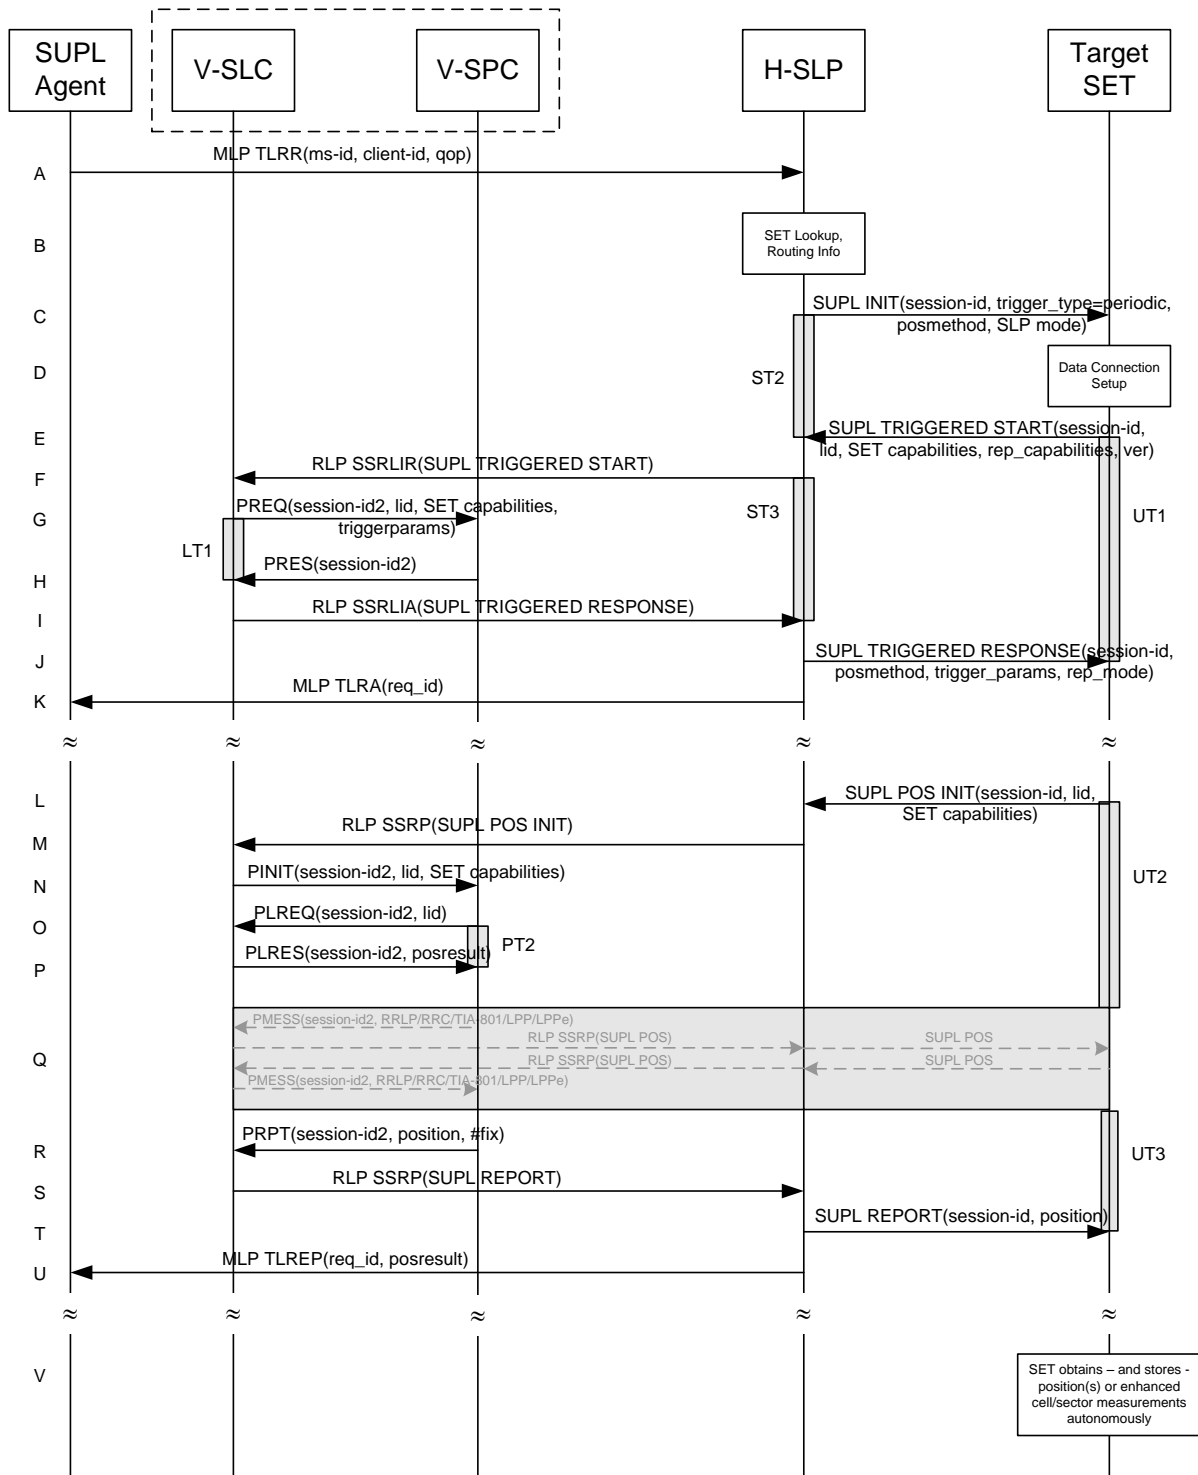 SUPL
Agent
V-SLC
V-SPC
H-SLP
Target
SET
A
MLP TLRR(ms-id, client-id, qop)
B
SET Lookup,
Routing Info
C
SUPL INIT(session-id, trigger_type=periodic,
posmethod, SLP mode)
D
ST2
Data Connection
Setup
E
SUPL TRIGGERED START(session-id,
lid, SET capabilities, rep_capabilities, ver)
F
RLP SSRLIR(SUPL TRIGGERED START)
G
PREQ(session-id2, lid, SET capabilities,
triggerparams)
ST3
UT1
LT1
H
PRES(session-id2)
I
RLP SSRLIA(SUPL TRIGGERED RESPONSE)
J
SUPL TRIGGERED RESPONSE(session-id,
posmethod, trigger_params, rep_mode)
K
MLP TLRA(req_id)
≈ ≈ ≈ ≈ ≈
L
SUPL POS INIT(session-id, lid,
SET capabilities)
M
RLP SSRP(SUPL POS INIT)
N
PINIT(session-id2, lid, SET capabilities)
UT2
O
PLREQ(session-id2, lid)
PT2
P
PLRES(session-id2, posresult)
PMESS(session-id2, RRLP/RRC/TIA-801/LPP/LPPe)
RLP SSRP(SUPL POS)
SUPL POS
Q
RLP SSRP(SUPL POS)
SUPL POS
PMESS(session-id2, RRLP/RRC/TIA-801/LPP/LPPe)
R
PRPT(session-id2, position, #fix)
UT3
S
RLP SSRP(SUPL REPORT)
T
SUPL REPORT(session-id, position)
U
MLP TLREP(req_id, posresult)
≈ ≈ ≈ ≈ ≈
V
SET obtains – and stores -
position(s) or enhanced
cell/sector measurements
autonomously